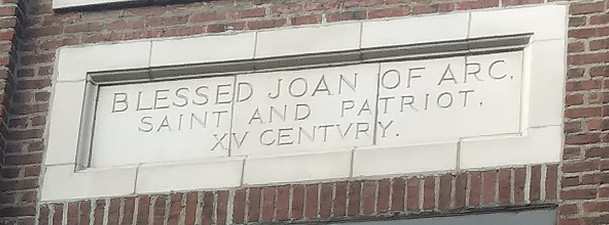 BLESSED JOAN OF ARC,
SAINT AND PATRIOT,
XV CENTVRY.